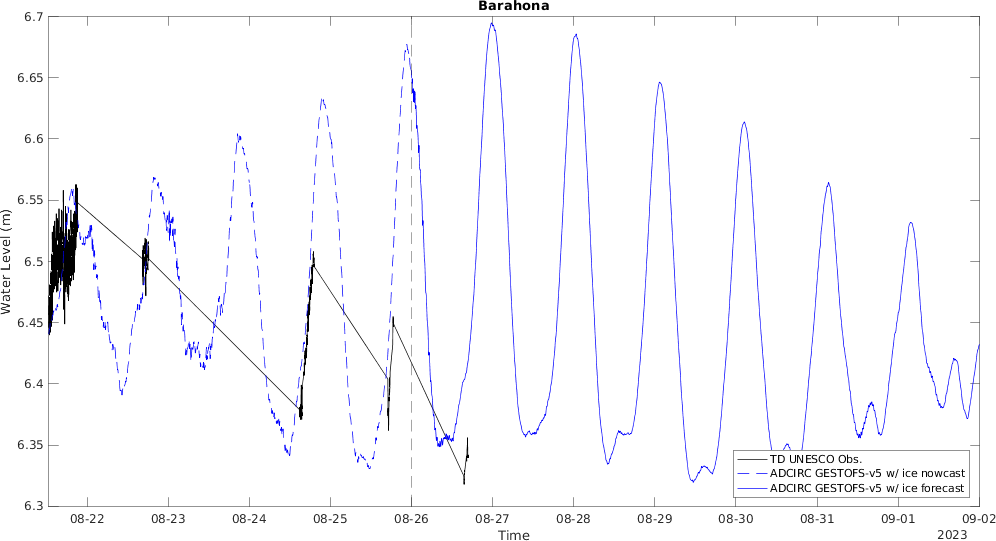 Barahona
6.7
6.65
6.6
6.55
6.5
6.45
6.4
6.35
6.3
Water Level (m)
TD UNESCO Obs.
ADCIRC GESTOFS-v5 w/ ice nowcast
ADCIRC GESTOFS-v5 w/ ice forecast
08-22 08-23 08-24 08-25 08-26 08-27 08-28 08-29 08-30 08-31 09-01 09-02
Time
2023